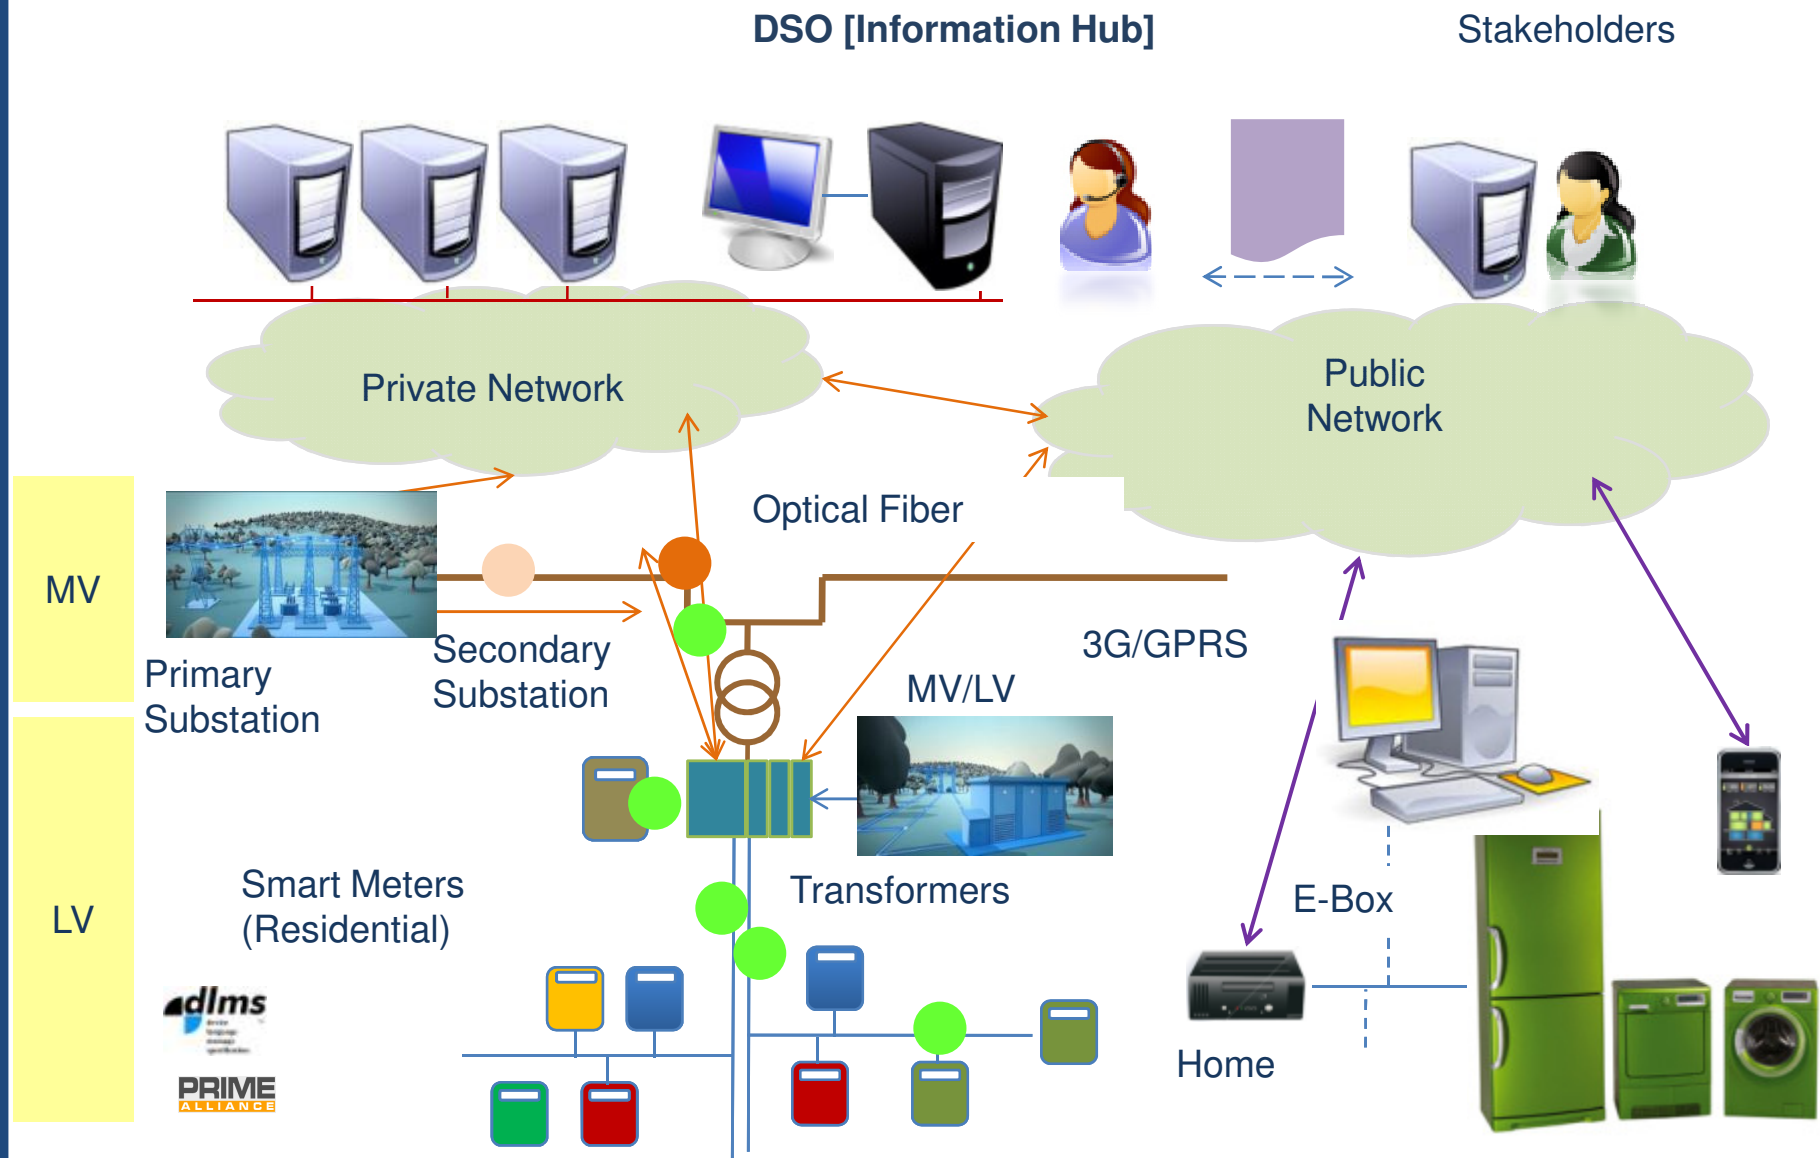 DSO [Information Hub]
Stakeholders
Private Network
Public
Network
Optical Fiber
MV
Secondary
Substation
3G/GPRS
Primary
Substation
MV/LV
Smart Meters
(Residential)
Transformers
E-Box
LV
dlms
Home
PRIME
ALLIANCE